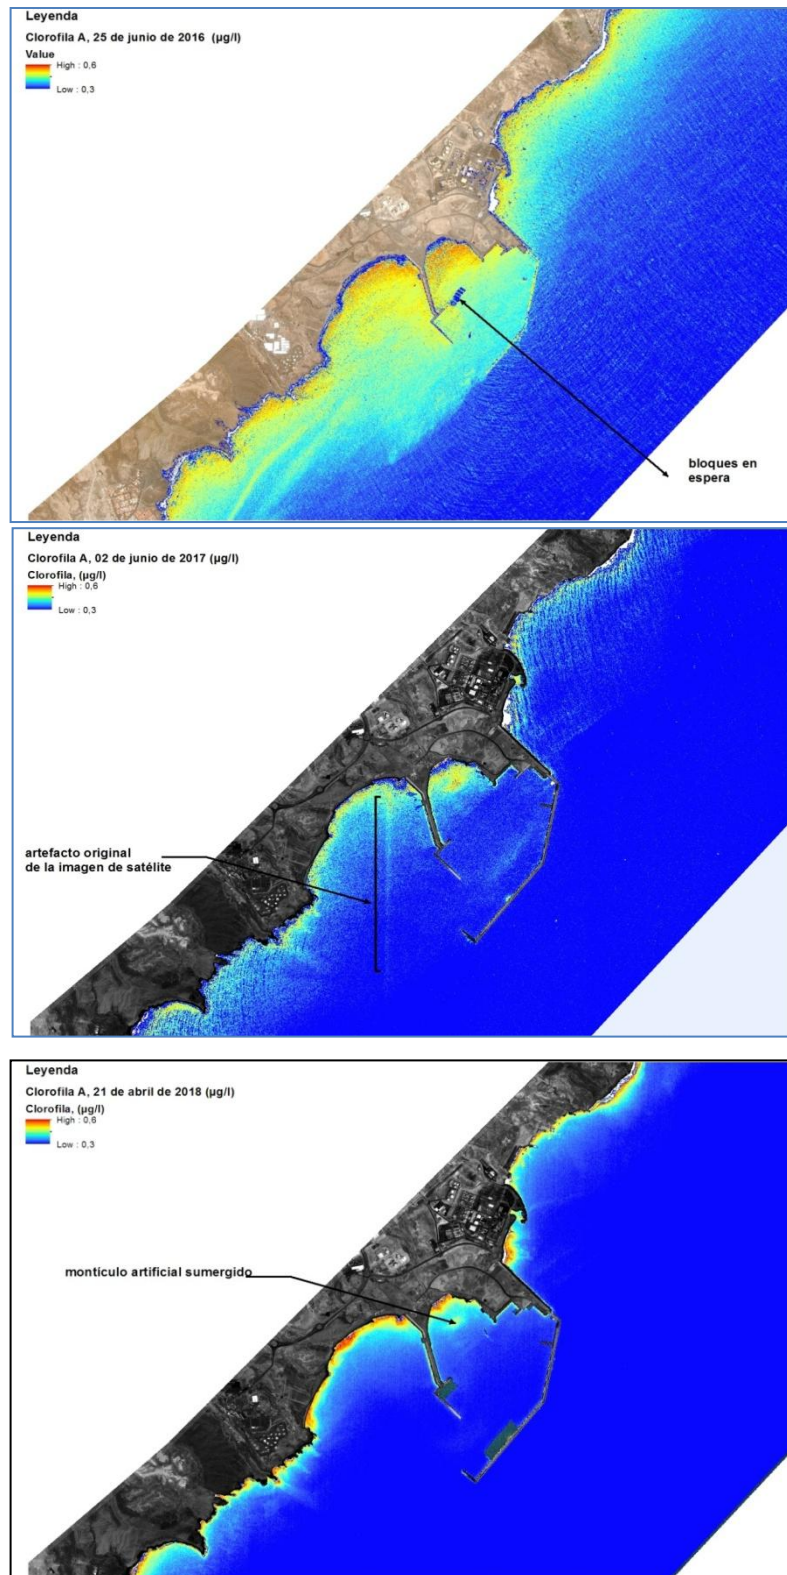 Leyenda
Clorofila A, 25 de junio de 2016 (µg/l)
Value
High : 0,6
Low : 0,3
bloques en
espera
Leyenda
Clorofila A, 02 de junio de 2017 (µg/l)
Clorofila, (µg/l)
High : 0,6
Low : 0,3
artefacto original
de la imagen de satélite
Leyenda
Clorofila A, 21 de abril de 2018 (µg/l)
Clorofila, (µg/l)
High : 0,6
Low : 0,3
montículo artificial sumergido